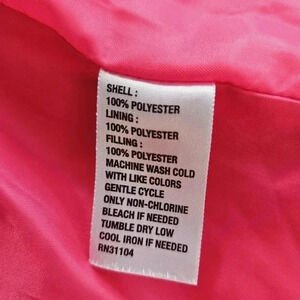 SHELL :
100% POLYESTER
LINING :
100% POLYESTER
FILLING :
100% POLYESTER
MACHINE WASH COLD
WITH LIKE COLORS
GENTLE CYCLE
ONLY NON-CHLORINE
BLEACH IF NEEDED
TUMBLE DRY LOW
COOL IRON IF NEEDED
RN31104